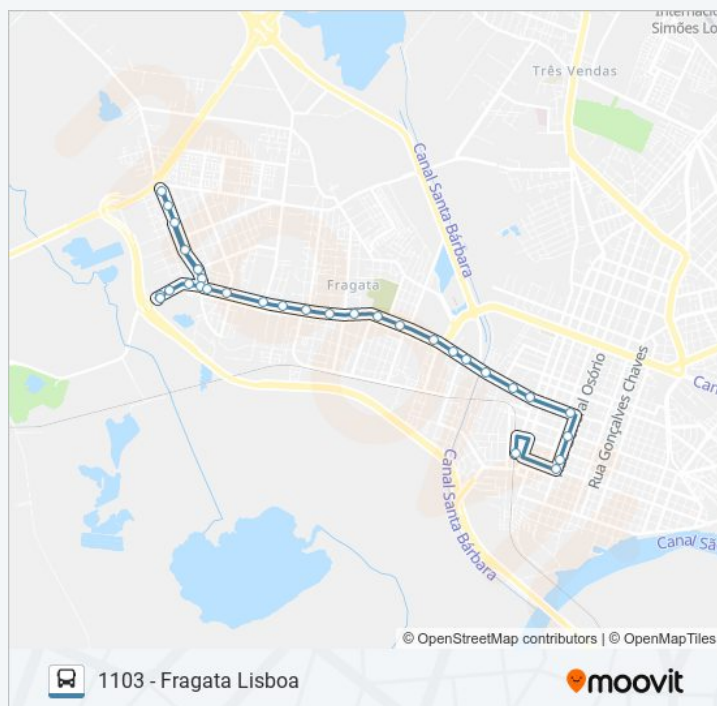 Internacio
Simões Lo
Três Vendas
Canal Santa Bárbara
Fragata
al Osório
Rua Gonçalves Chaves
Can
Canal Santa Bárbara
Canal Sã
© OpenStreetMap contributors | © OpenMapTiles
1103 - Fragata Lisboa
moovit